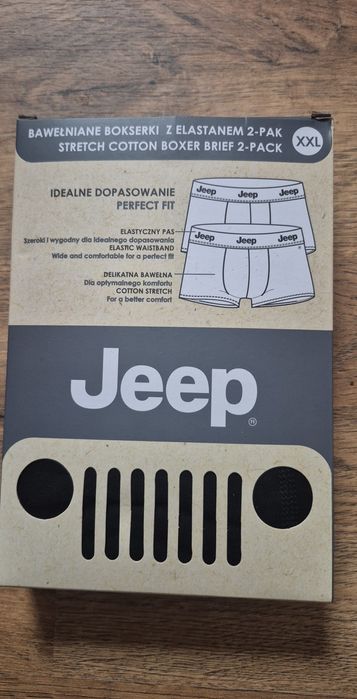 BAWEŁNIANE BOKSERKI Z ELASTANEM 2-PAK
STRETCH COTTON BOXER BRIEF 2-PACK
XXL
IDEALNE DOPASOWANIE
PERFECT FIT
Jeep Jeep Jeep
Jeep Jeep Jeep
ELASTYCZNY PAS
Szeroki i wygodny dla idealnego dopasowania
ELASTIC WAISTBAND
Wide and comfortable for a perfect fit
DELIKATNA BAWEŁNA
Dla optymalnego komfortu
COTTON STRETCH
For a better comfort
Jeep®